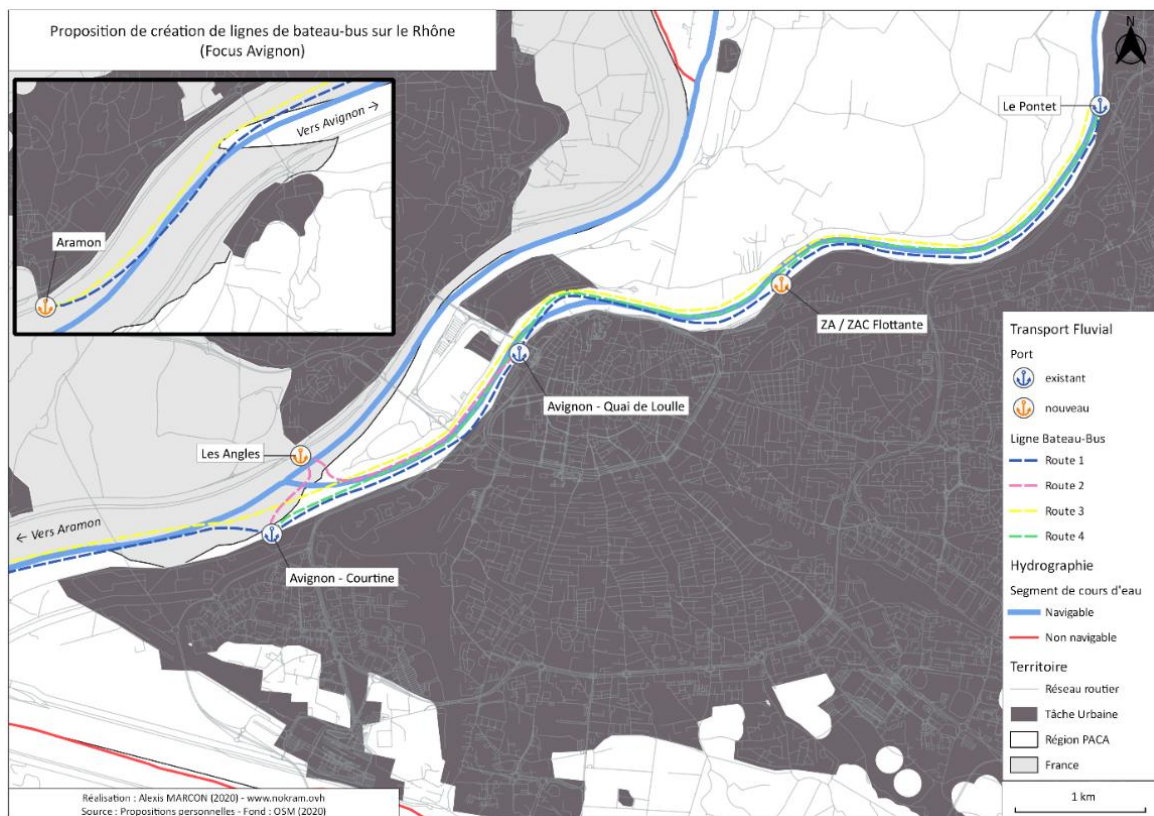 Proposition de création de lignes de bateau-bus sur le Rhône
(Focus Avignon)
N
Vers Avignon →
Aramon
Le Pontet
ZA / ZAC Flottante
Avignon - Quai de Loulle
Les Angles
← Vers Aramon
Avignon - Courtine
Transport Fluvial
Port
existant
nouveau
Ligne Bateau-Bus
Route 1
Route 2
Route 3
Route 4
Hydrographie
Segment de cours d'eau
Navigable
Non navigable
Territoire
Réseau routier
Tâche Urbaine
Région PACA
France
1 km
Réalisation : Alexis MARCON (2020) - www.nokram.ovh
Source : Propositions personnelles - Fond : OSM (2020)